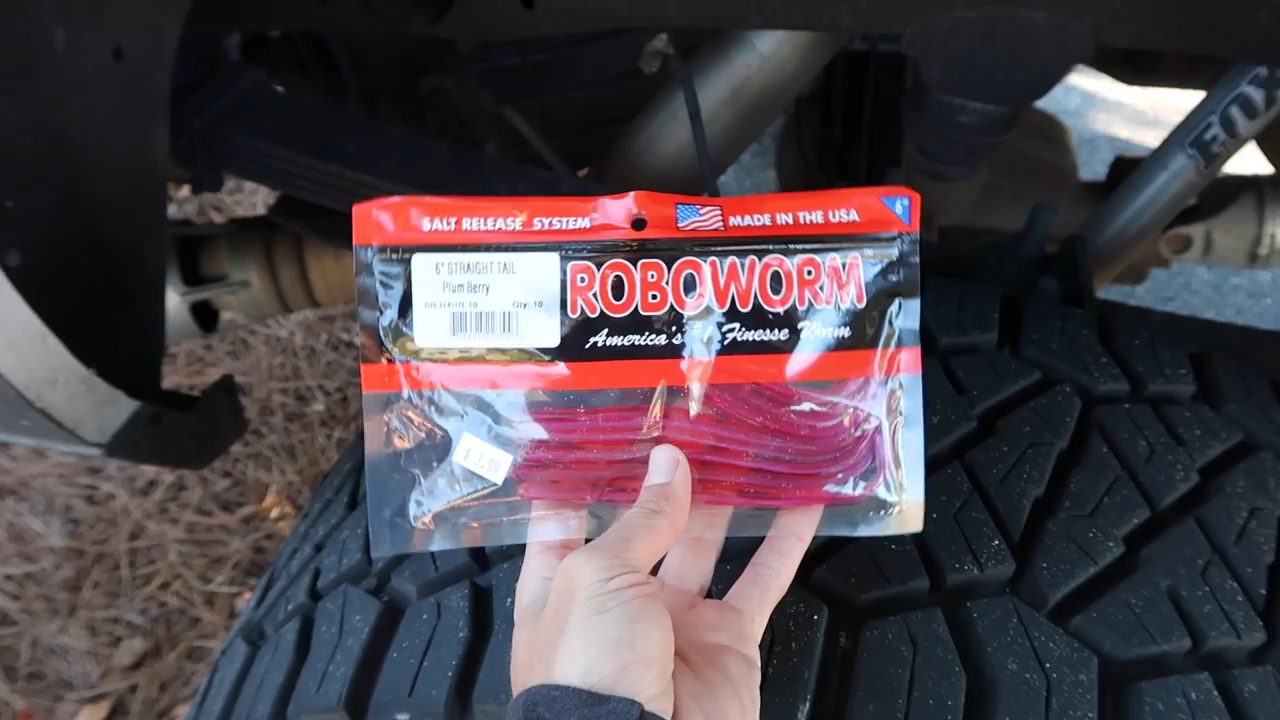 SALT RELEASE SYSTEM
MADE IN THE USA
6"
6" STRAIGHT TAIL
Plum Berry
Qty: 10
ROBOWORM
America's #1 Finesse Worm
$ 3.99
FOX